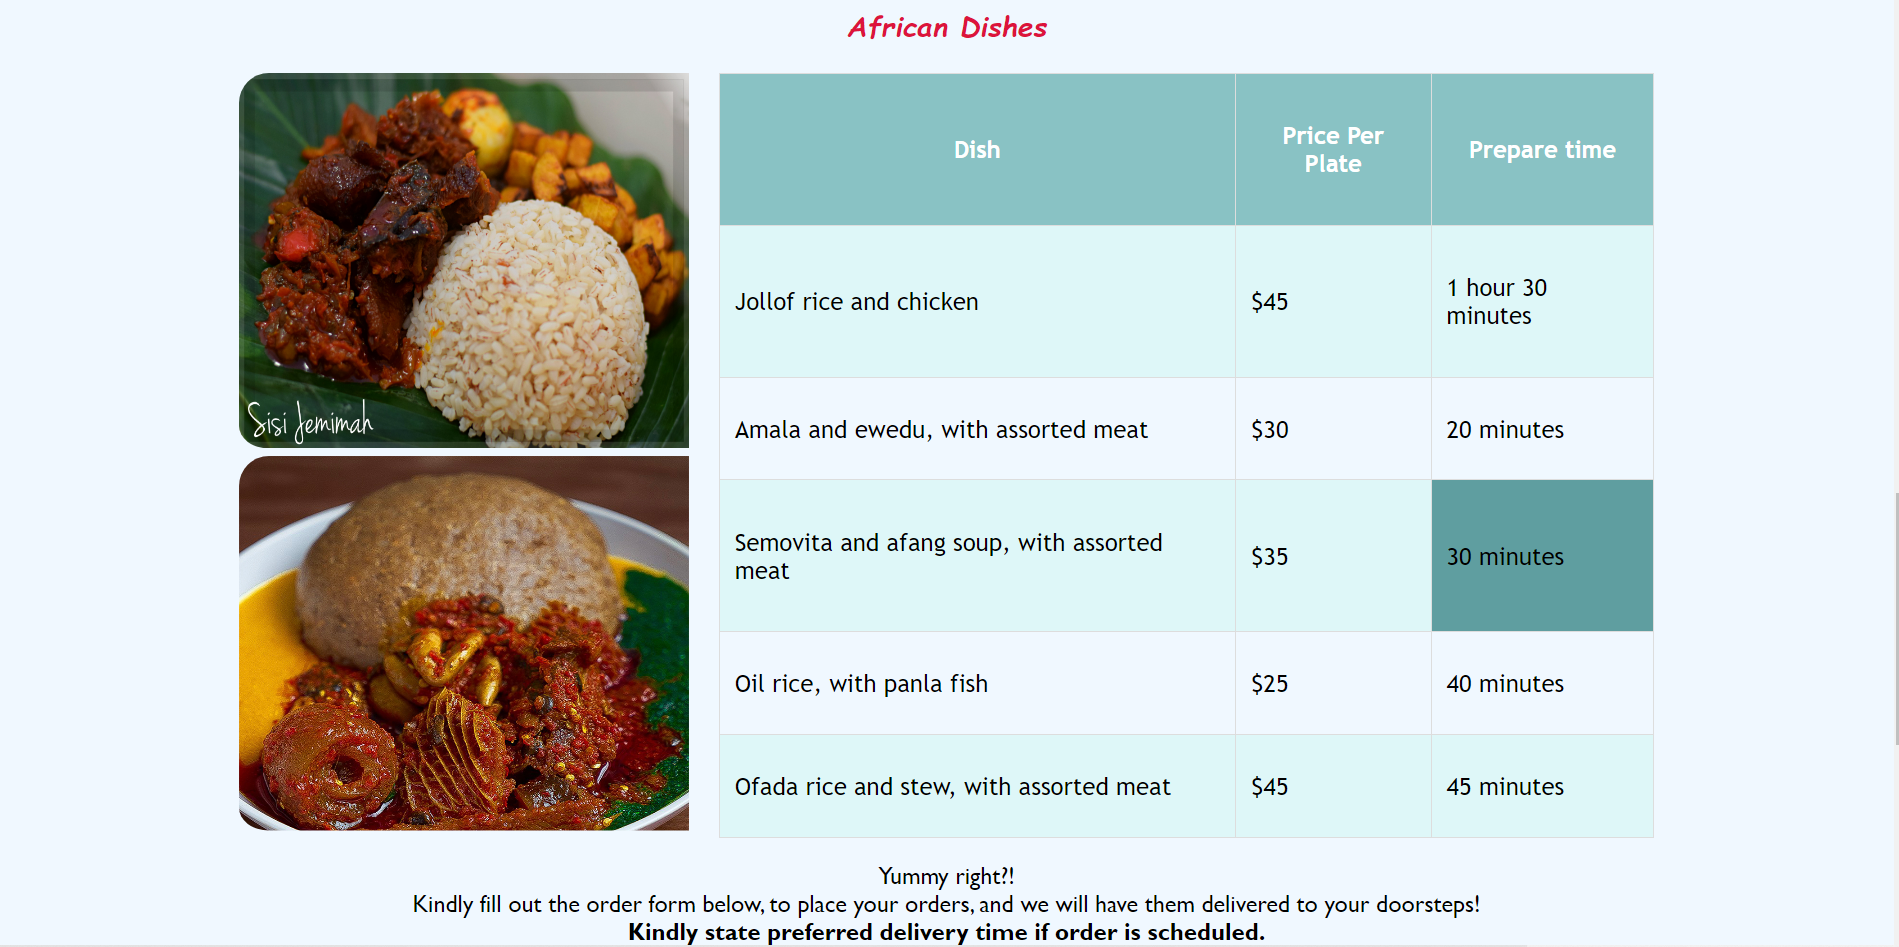 African Dishes
Sisi Jemimah
Dish
Price Per
Plate
Prepare time
Jollof rice and chicken
$45
1 hour 30
minutes
Amala and ewedu, with assorted meat
$30
20 minutes
Semovita and afang soup, with assorted
meat
$35
30 minutes
Oil rice, with panla fish
$25
40 minutes
Ofada rice and stew, with assorted meat
$45
45 minutes
Yummy right?!
Kindly fill out the order form below, to place your orders, and we will have them delivered to your doorsteps!
Kindly state preferred delivery time if order is scheduled.